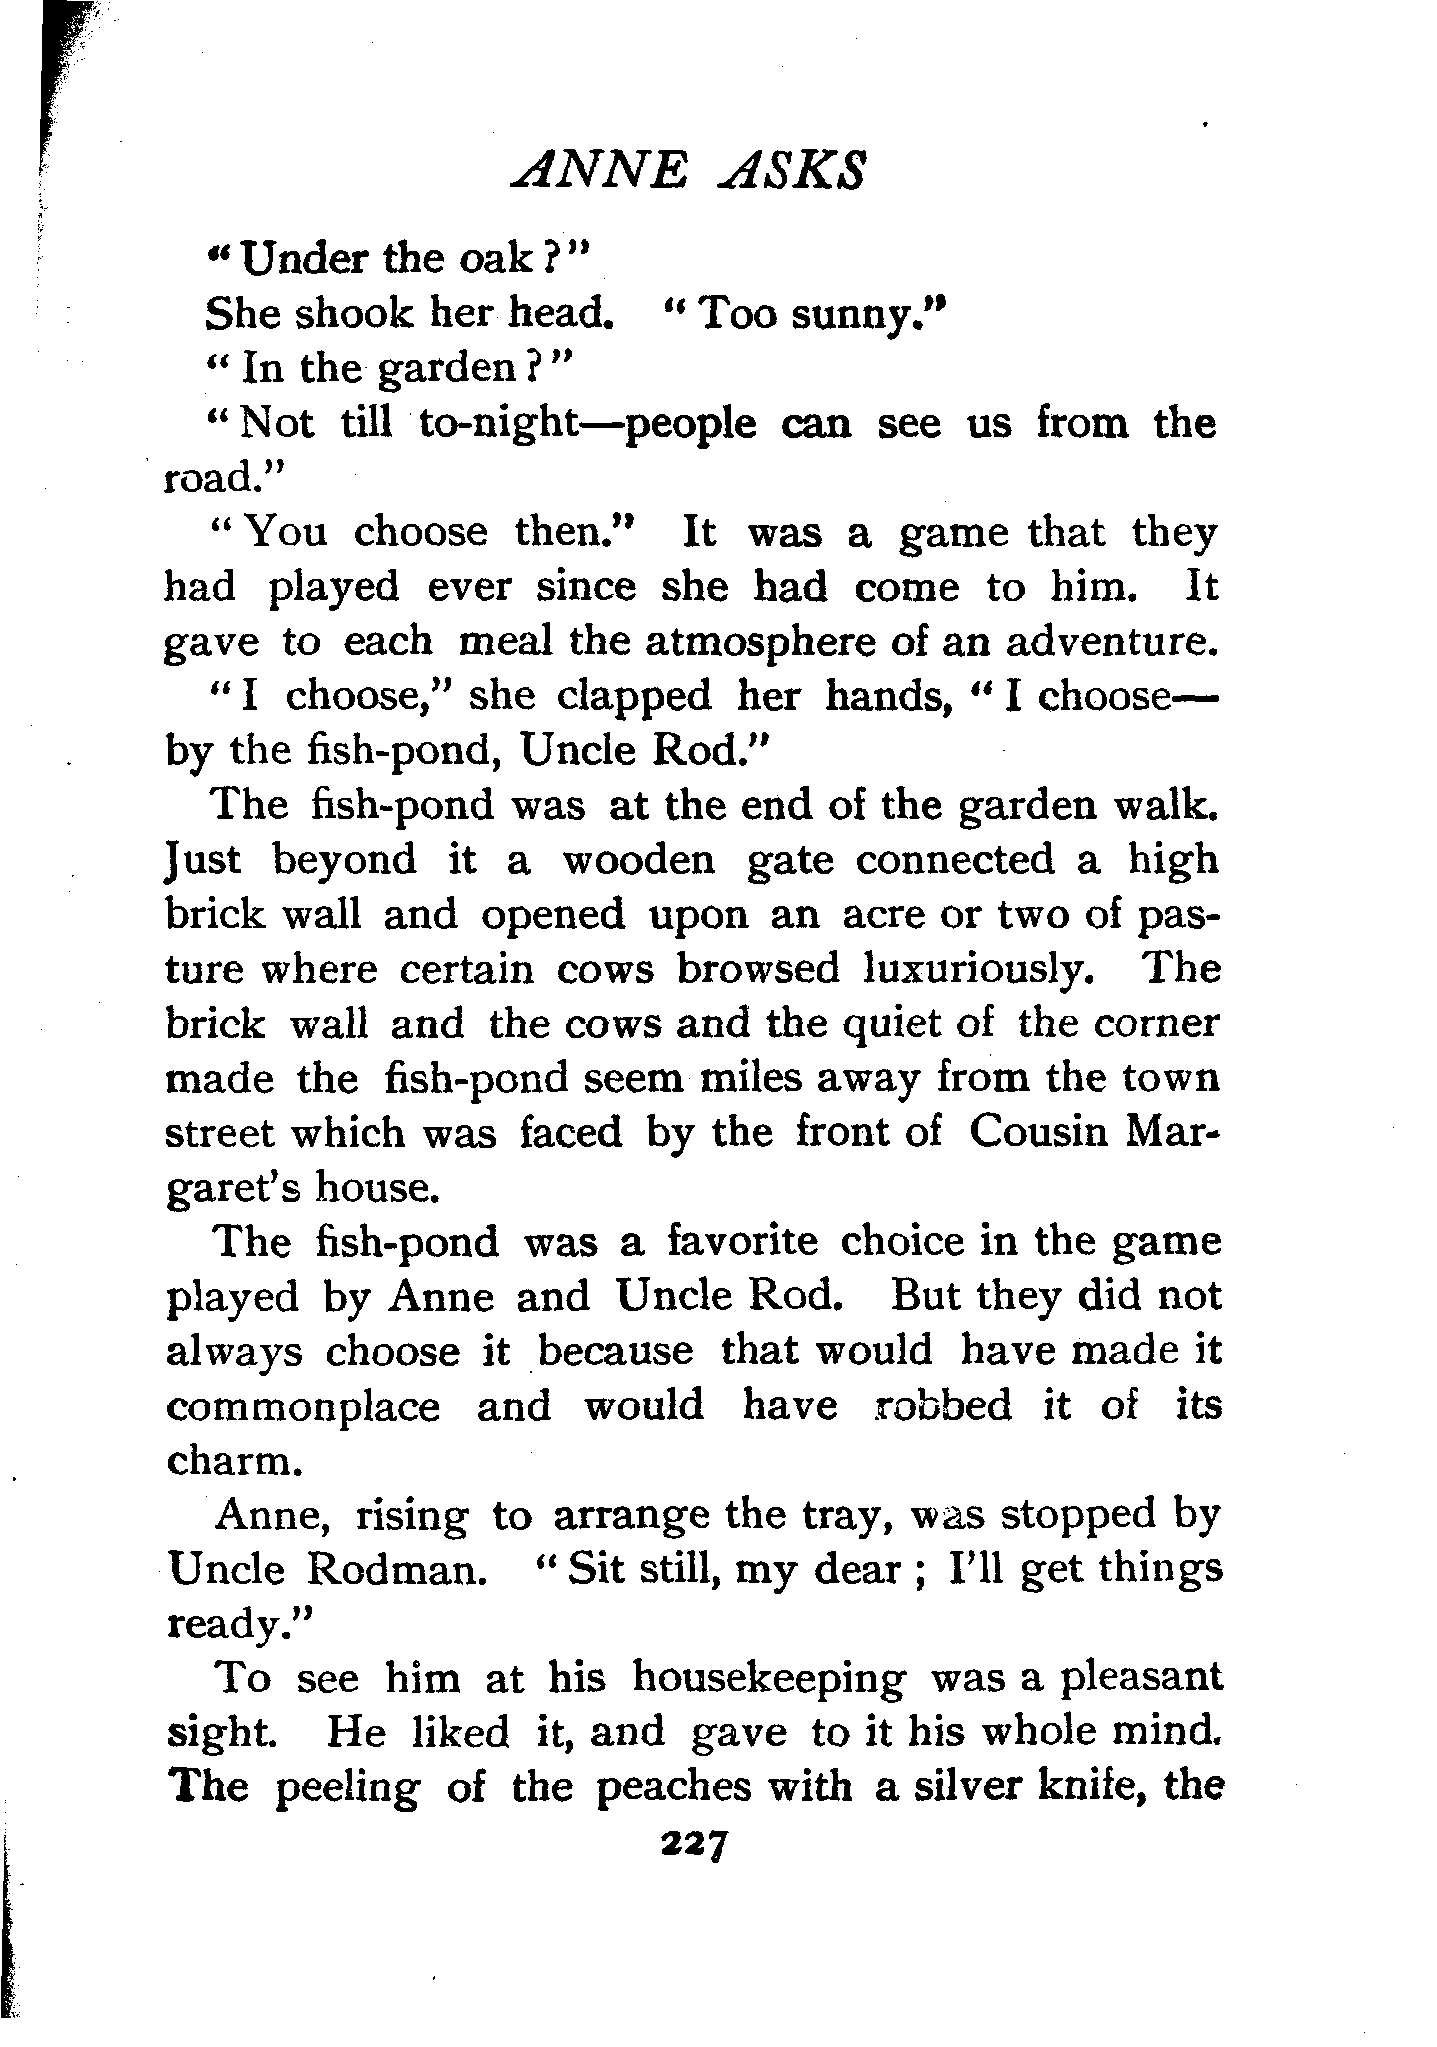 ANNE ASKS
“Under the oak?”
She shook her head. “Too sunny.”
“In the garden?”
“Not till to-night—people can see us from the
road.”
“You choose then.” It was a game that they
had played ever since she had come to him. It
gave to each meal the atmosphere of an adventure.
“I choose,” she clapped her hands, “I choose—
by the fish-pond, Uncle Rod.”
The fish-pond was at the end of the garden walk.
Just beyond it a wooden gate connected a high
brick wall and opened upon an acre or two of pas-
ture where certain cows browsed luxuriously. The
brick wall and the cows and the quiet of the corner
made the fish-pond seem miles away from the town
street which was faced by the front of Cousin Mar-
garet's house.
The fish-pond was a favorite choice in the game
played by Anne and Uncle Rod. But they did not
always choose it because that would have made it
commonplace and would have robbed it of its
charm.
Anne, rising to arrange the tray, was stopped by
Uncle Rodman. “Sit still, my dear; I'll get things
ready.”
To see him at his housekeeping was a pleasant
sight. He liked it, and gave to it his whole mind.
The peeling of the peaches with a silver knife, the
227